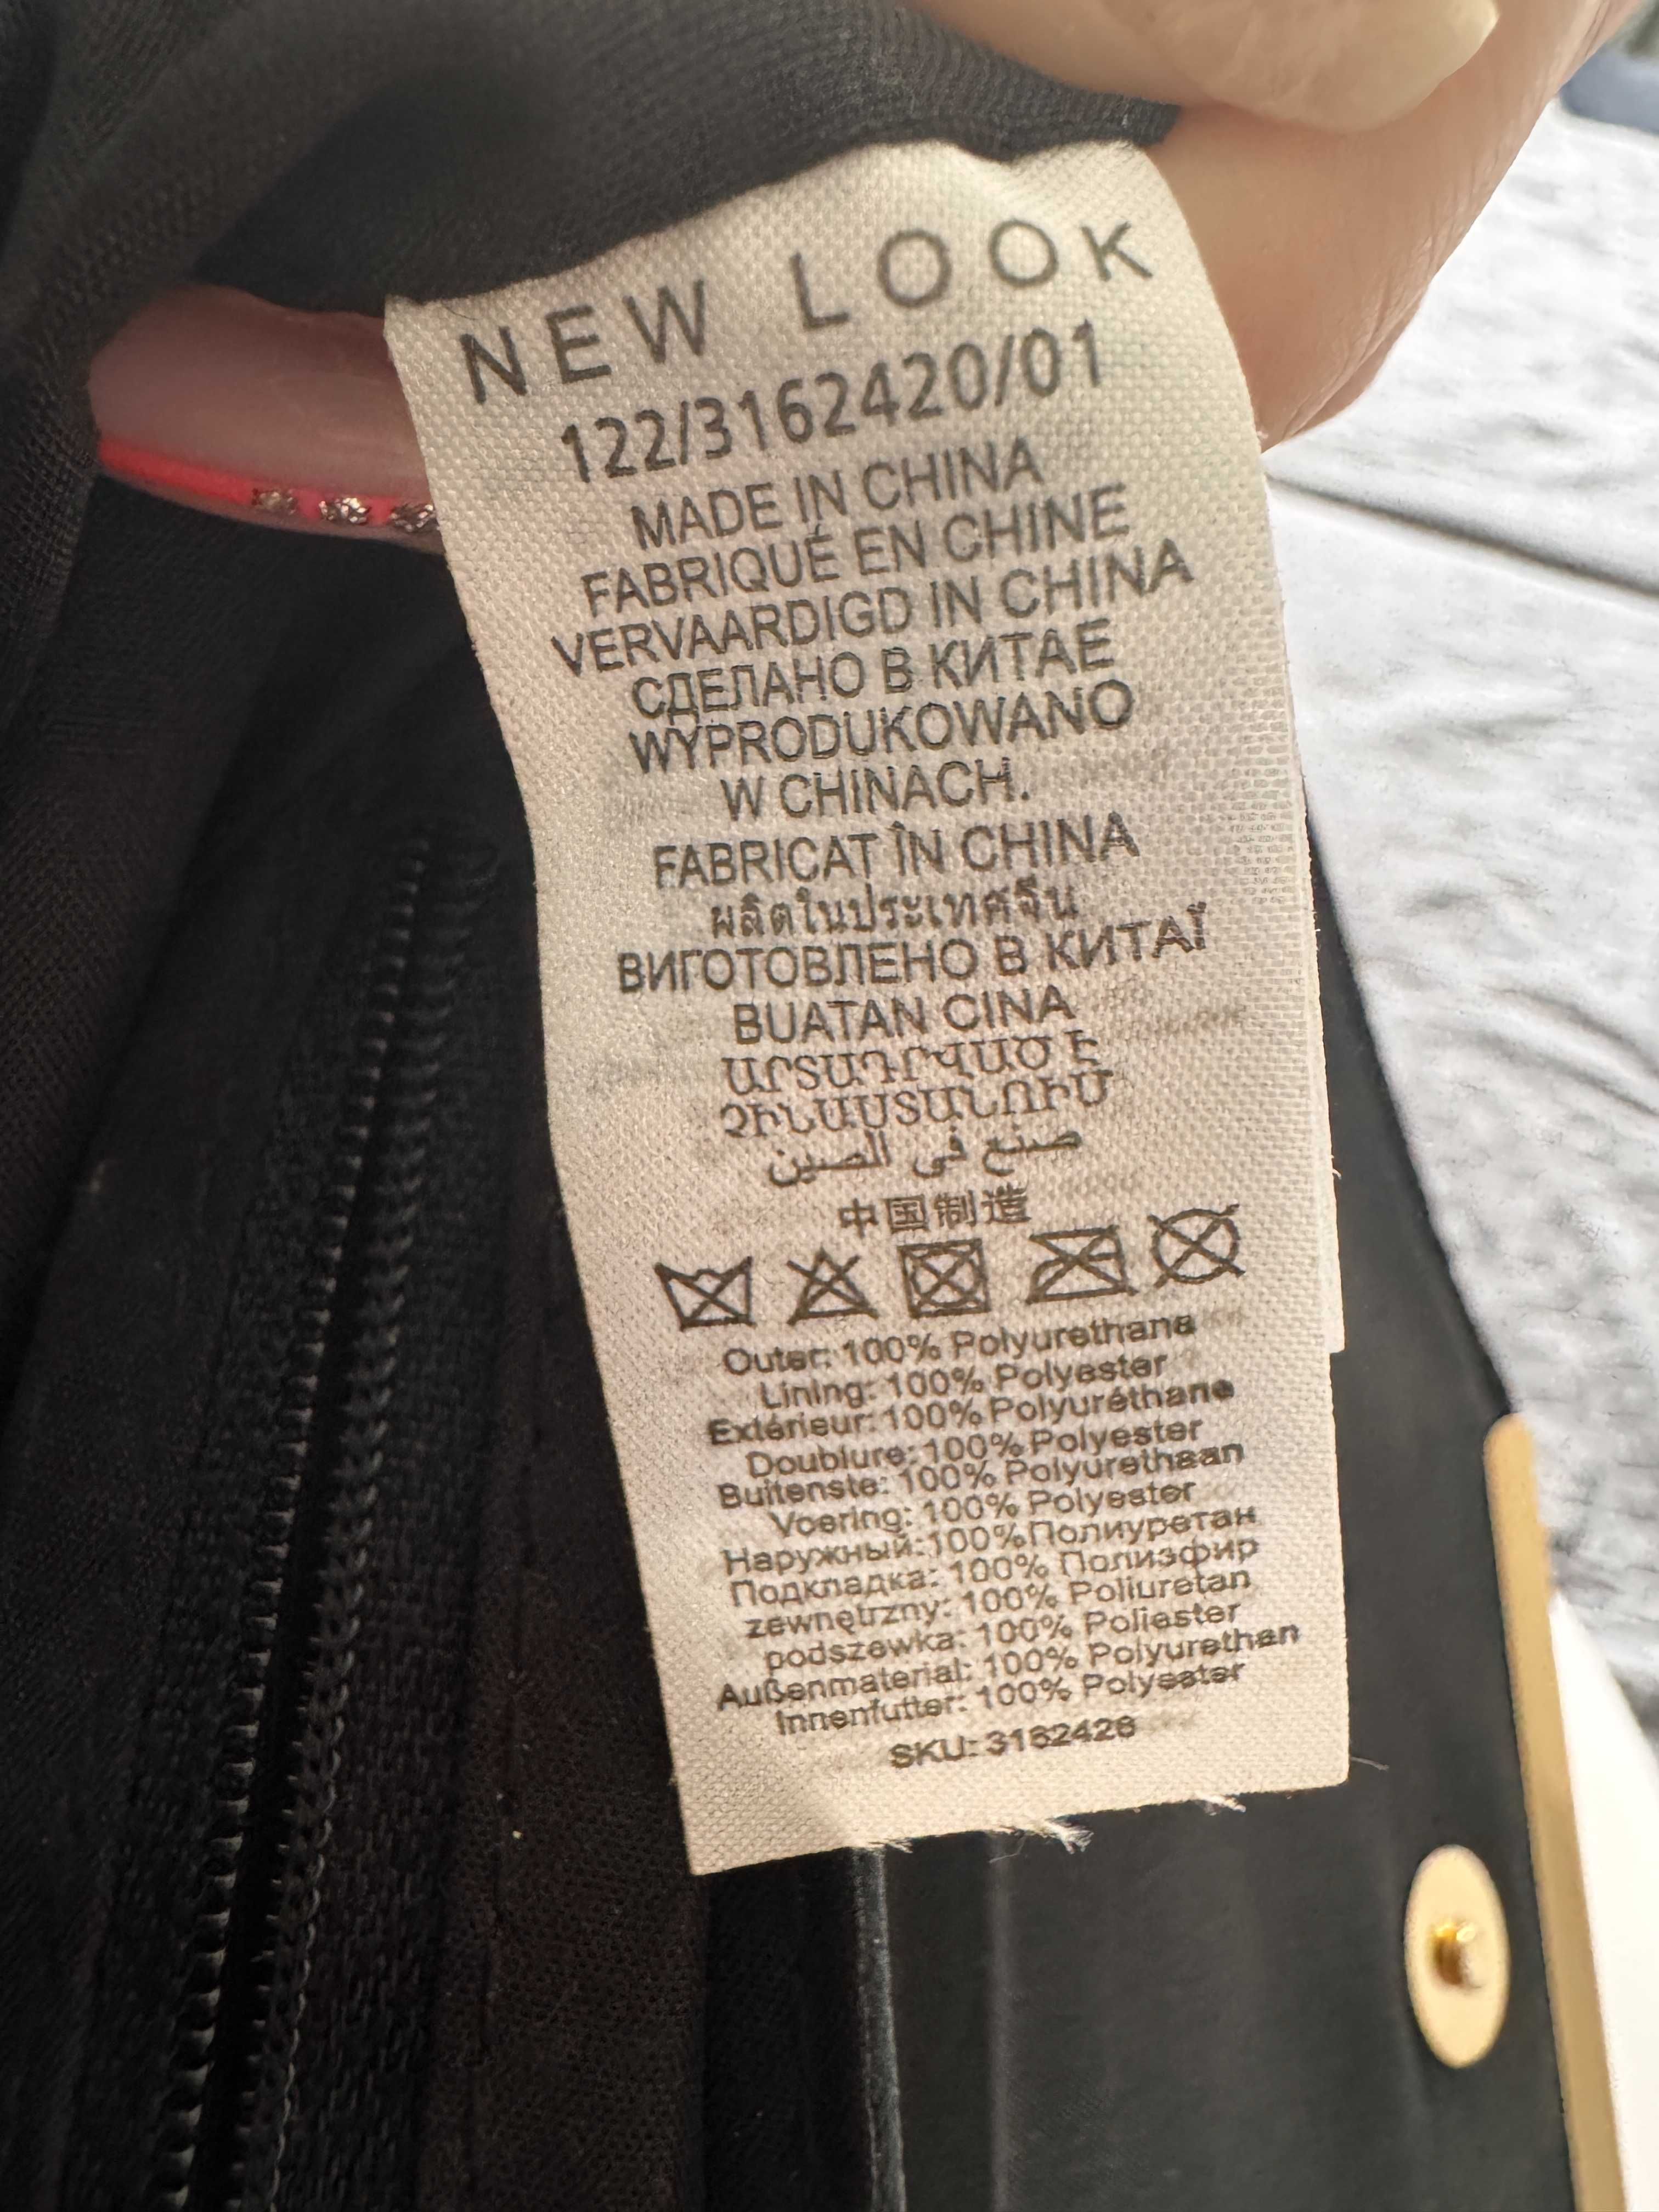 NEW LOOK
122/3162420/01
MADE IN CHINA
FABRIQUÉ EN CHINE
VERVAARDIGD IN CHINA
СДЕЛАНО В КИТАЕ
WYPRODUKOWANO
W CHINACH.
FABRICAT ÎN CHINA
ผลิตในประเทศจีน
ВИГОТОВЛЕНО В КИТАЇ
BUATAN CINA
ԱՐՏԱԴՐՎԱԾ Է
ՉԻՆԱՍՏԱՆՈՒՄ
صنع في الصين
中国制造
Outer: 100% Polyurethane
Lining: 100% Polyester
Extérieur: 100% Polyuréthane
Doublure: 100% Polyester
Buitenste: 100% Polyurethaan
Voering: 100% Polyester
Наружный:100%Полиуретан
Подкладка: 100% Полиэфир
zewnętrzny: 100% Poliuretan
podszewka: 100% Poliester
Außenmaterial: 100% Polyurethan
Innenfutter: 100% Polyester
SKU: 3162426